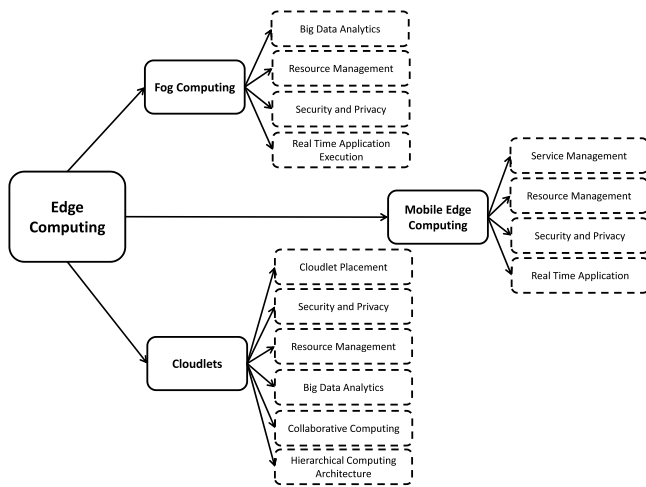 Big Data Analytics
Fog Computing
Resource Management
Security and Privacy
Real Time Application
Execution
Edge
Computing
Mobile Edge
Computing
Service Management
Resource Management
Security and Privacy
Real Time Application
Cloudlets
Cloudlet Placement
Security and Privacy
Resource Management
Big Data Analytics
Collaborative Computing
Hierarchical Computing
Architecture